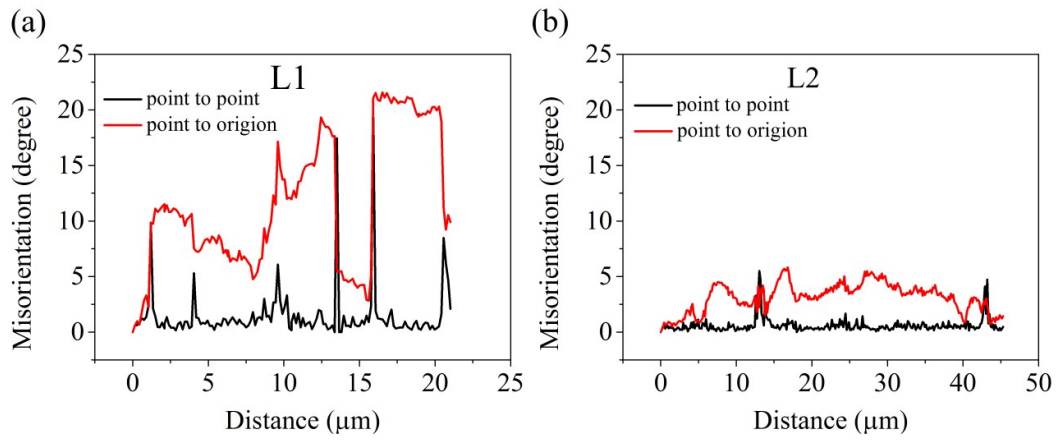 (a)
L1
point to point
point to origion
Misorientation (degree)
25
20
15
10
5
0
0 5 10 15 20 25
Distance (μm)
(b)
L2
point to point
point to origion
Misorientation (degree)
25
20
15
10
5
0
0 10 20 30 40 50
Distance (μm)